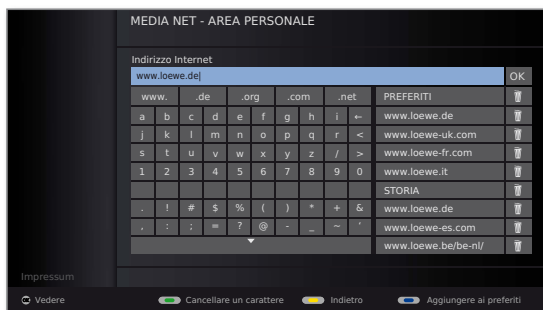 MEDIA NET - AREA PERSONALE
Indirizzo Internet
www.loewe.de|
OK
www. .de .org .com .net
PREFERITI
a b c d e f g h i ←
www.loewe.de
j k l m n o p q r <
www.loewe-uk.com
s t u v w x y z / >
www.loewe-fr.com
1 2 3 4 5 6 7 8 9 0
www.loewe.it
STORIA
. ! # $ % ( ) * + &
www.loewe.de
, : ; = ? @ - _ ~ ‘
www.loewe-es.com
www.loewe.be/be-nl/
Impressum
OK Vedere
Cancellare un carattere
Indietro
Aggiungere ai preferiti